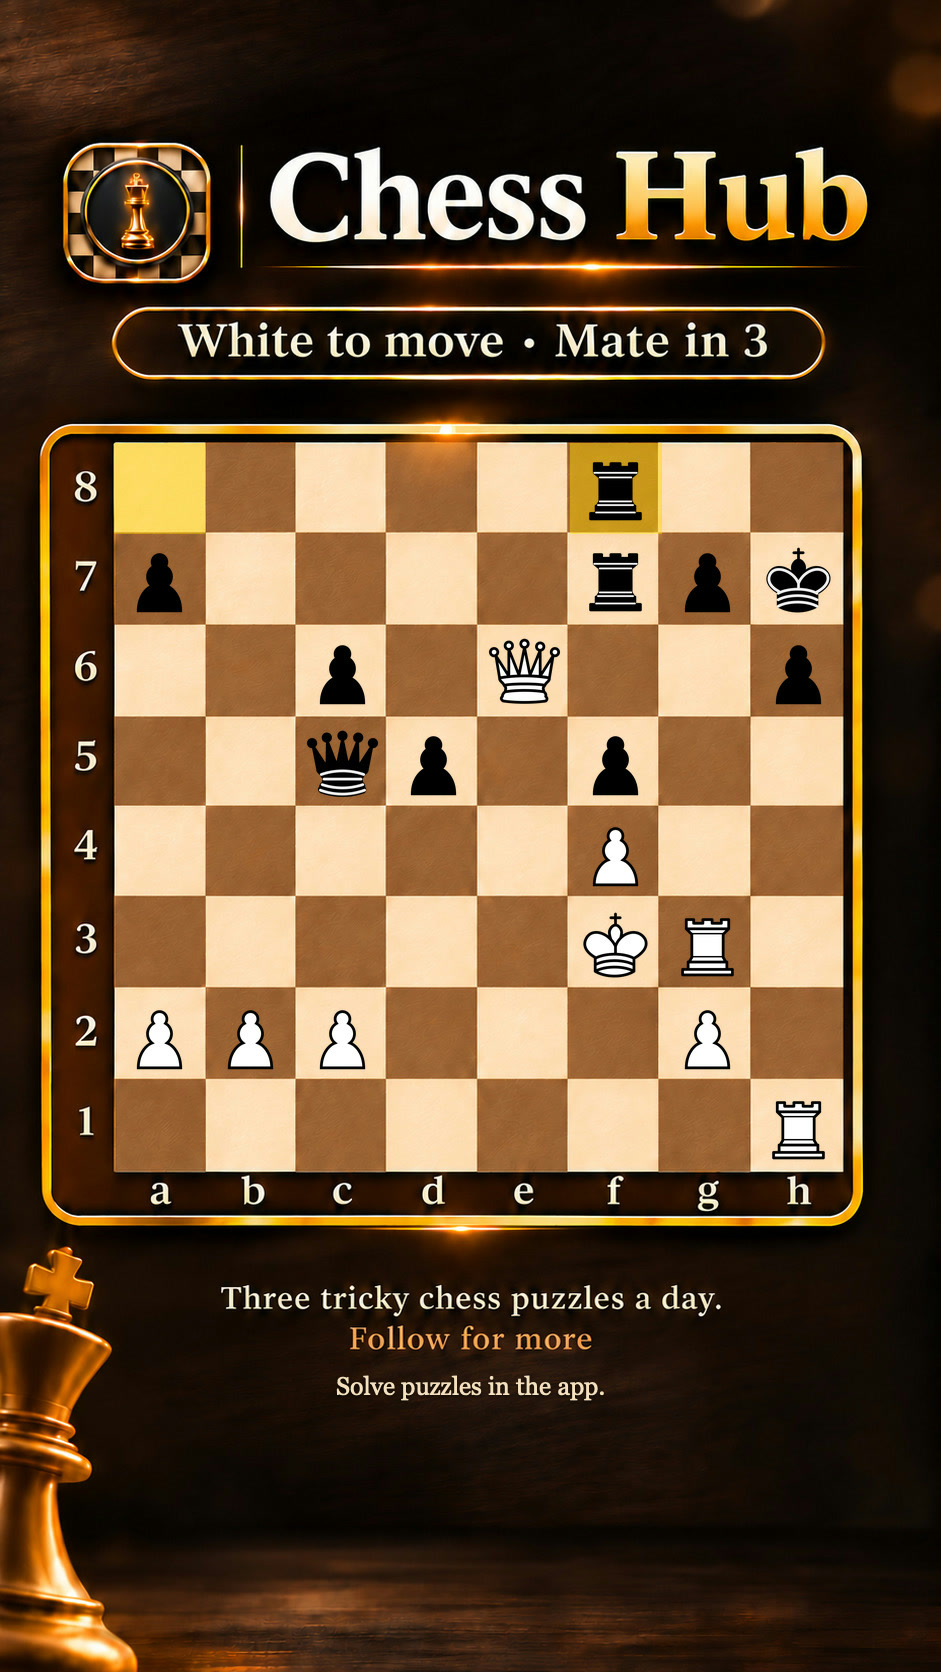 Chess Hub
White to move • Mate in 3
8
7
6
5
4
3
2
1
a b c d e f g h
Three tricky chess puzzles a day.
Follow for more
Solve puzzles in the app.